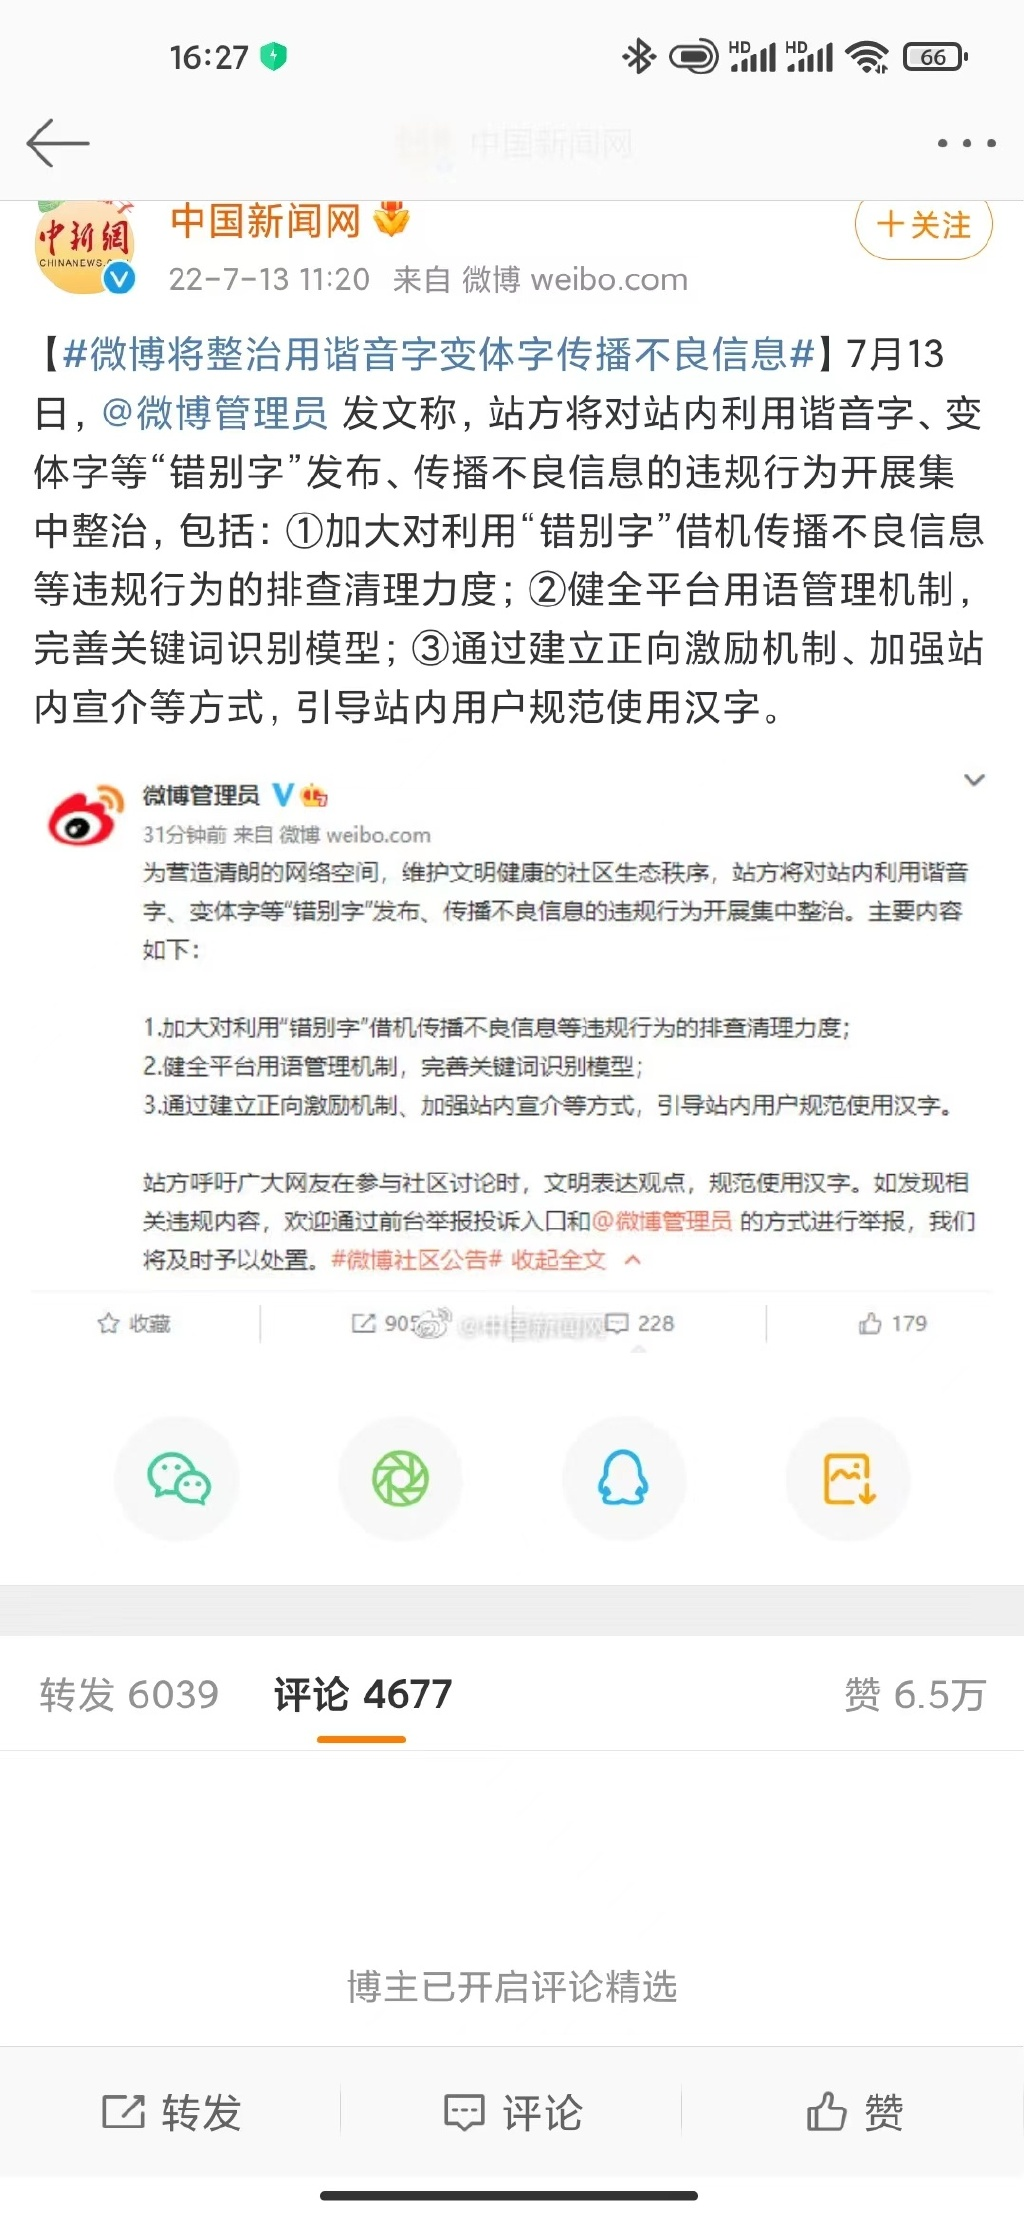 16:27
HD HD 66
中国新闻网
中新網
CHINANEWS.
中国新闻网
+关注
22-7-13 11:20 来自 微博 weibo.com
【#微博将整治用谐音字变体字传播不良信息#】7月13
日，@微博管理员 发文称，站方将对站内利用谐音字、变
体字等“错别字”发布、传播不良信息的违规行为开展集
中整治，包括：①加大对利用“错别字”借机传播不良信息
等违规行为的排查清理力度；②健全平台用语管理机制，
完善关键词识别模型；③通过建立正向激励机制、加强站
内宣介等方式，引导站内用户规范使用汉字。
微博管理员
31分钟前 来自 微博 weibo.com
为营造清朗的网络空间，维护文明健康的社区生态秩序，站方将对站内利用谐音
字、变体字等“错别字”发布、传播不良信息的违规行为开展集中整治。主要内容
如下：
1.加大对利用“错别字”借机传播不良信息等违规行为的排查清理力度；
2.健全平台用语管理机制，完善关键词识别模型；
3.通过建立正向激励机制、加强站内宣介等方式，引导站内用户规范使用汉字。
站方呼吁广大网友在参与社区讨论时，文明表达观点，规范使用汉字。如发现相
关违规内容，欢迎通过前台举报投诉入口和@微博管理员 的方式进行举报，我们
将及时予以处置。#微博社区公告# 收起全文
收藏 905 @中国新闻网 228 179
转发 6039 评论 4677 赞 6.5万
博主已开启评论精选
转发 评论 赞